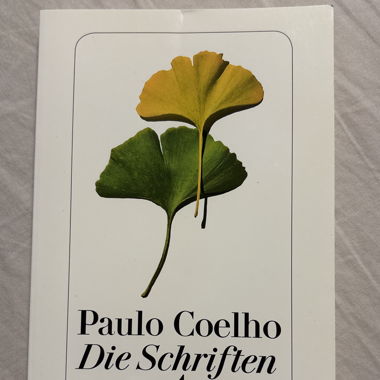 Paulo Coelho
Die Schriften